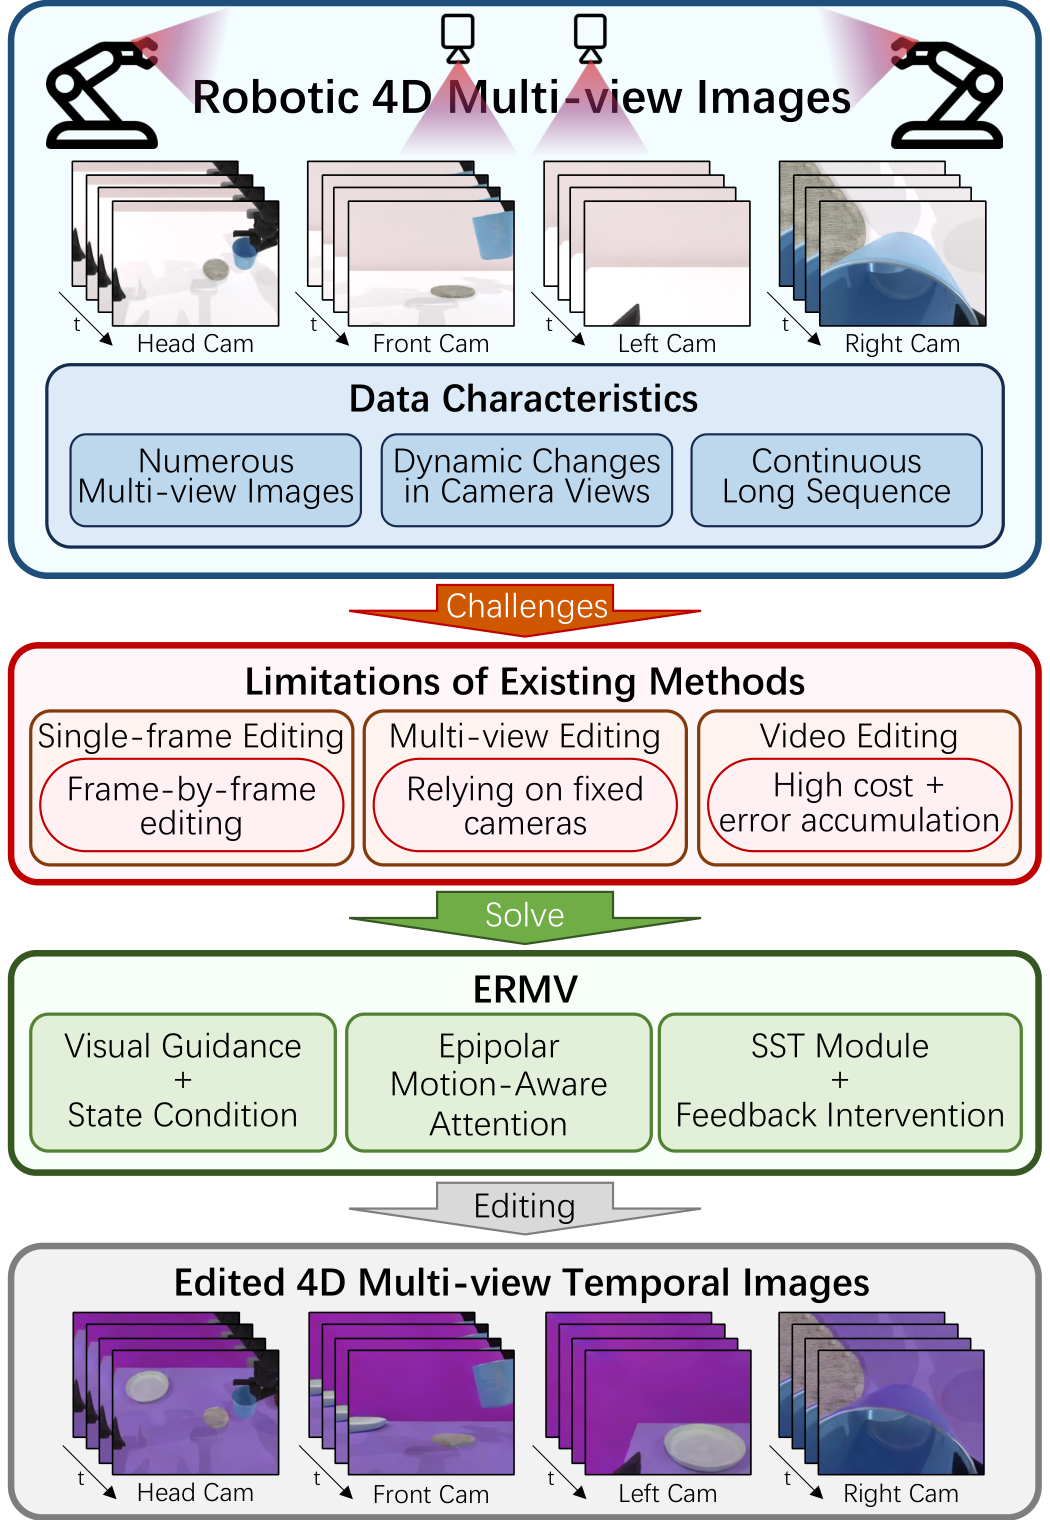 Robotic 4D Multi-view Images
t
Head Cam
t
Front Cam
t
Left Cam
t
Right Cam
Data Characteristics
Numerous
Multi-view Images
Dynamic Changes
in Camera Views
Continuous
Long Sequence
Challenges
Limitations of Existing Methods
Single-frame Editing
Frame-by-frame
editing
Multi-view Editing
Relying on fixed
cameras
Video Editing
High cost +
error accumulation
Solve
ERMV
Visual Guidance
+
State Condition
Epipolar
Motion-Aware
Attention
SST Module
+
Feedback Intervention
Editing
Edited 4D Multi-view Temporal Images
t
Head Cam
t
Front Cam
t
Left Cam
t
Right Cam